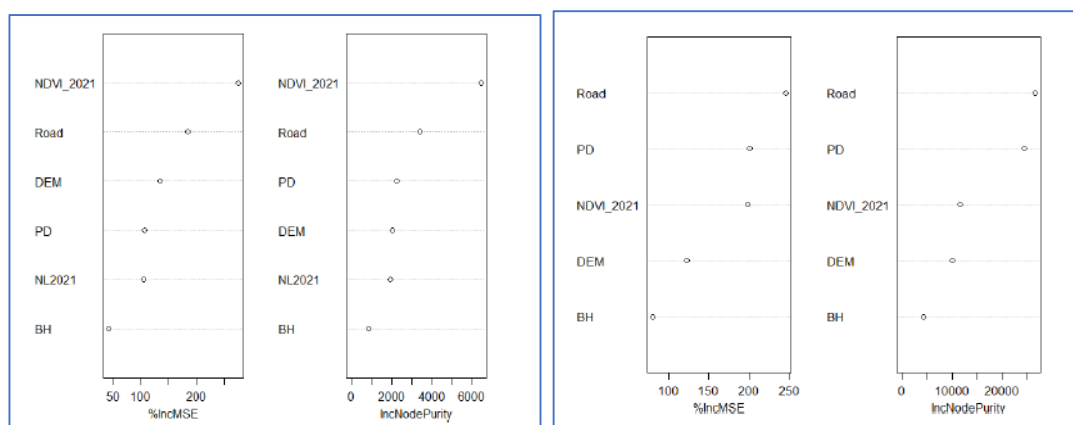 NDVI_2021
Road
DEM
PD
NL2021
BH
50 100 200
%IncMSE
NDVI_2021
Road
PD
DEM
NL2021
BH
0 2000 4000 6000
IncNodePurity
Road
PD
NDVI_2021
DEM
BH
100 150 200 250
%IncMSE
Road
PD
NDVI_2021
DEM
BH
0 10000 20000
IncNodePurity